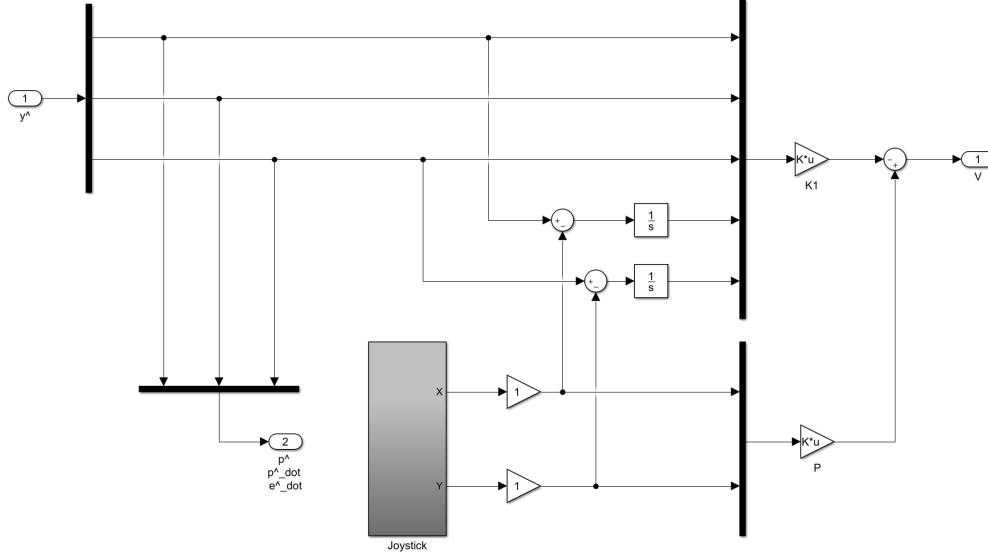 1
y^
K*u
K1
− +
1
V
+ −
1
s
+ −
1
s
X
1
2
p^
p^_dot
e^_dot
K*u
P
Y
1
Joystick